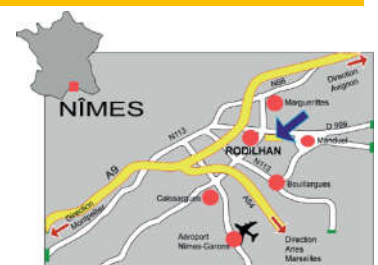 NÎMES
Direction
Avignon
N86
Marguerittes
N113
D 999
RODILHAN
Manduel
A9
N113
Bouillargues
Caissargues
A54
Direction
Montpellier
Aéroport
Nîmes-Garons
Direction
Arles
Marseilles